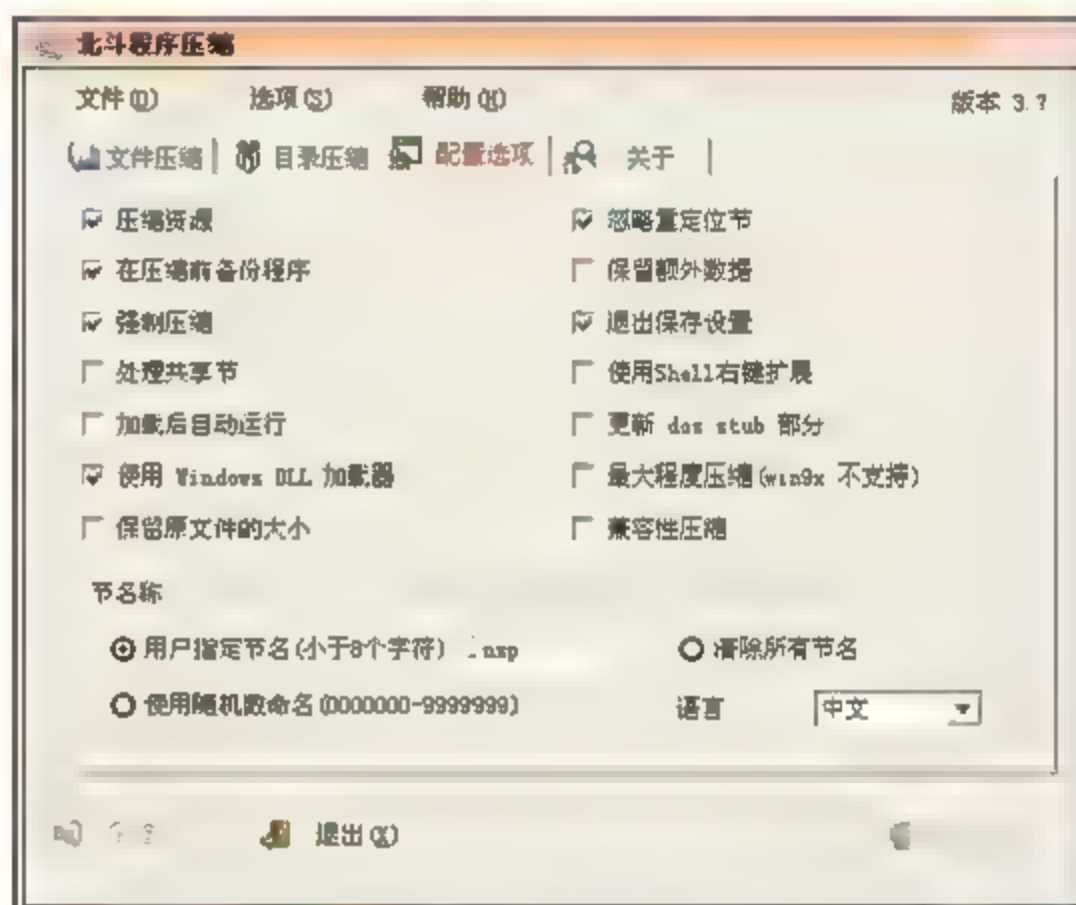 北斗程序压缩
文件(D) 选项(S) 帮助(H) 版本 3.7
文件压缩 目录压缩 配置选项 关于
压缩资源 忽略重定位节
在压缩前备份程序 保留额外数据
强制压缩 退出保存设置
处理共享节 使用Shell右键扩展
加载后自动运行 更新 dos stub 部分
使用 Windows DLL 加载器 最大程度压缩(win9x 不支持)
保留原文件的大小 兼容性压缩
节名称
用户指定节名(小于8个字符) .nsp 清除所有节名
使用随机数命名(0000000-9999999) 语言 中文
退出(X)